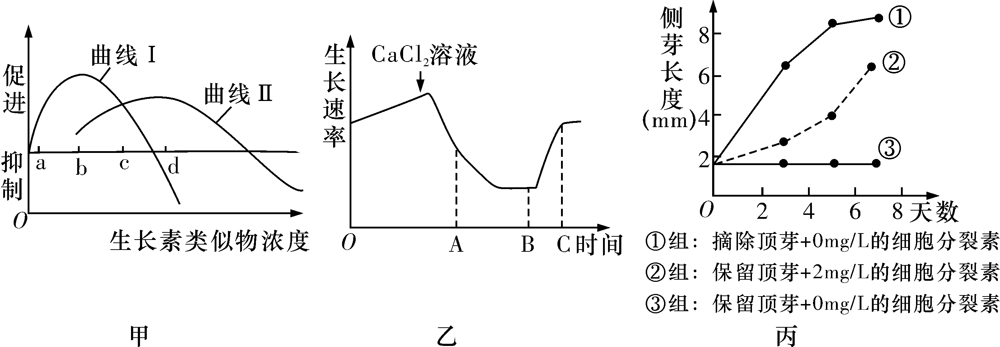 促进
抑制
曲线Ⅰ
曲线Ⅱ
a b c d
O
生长素类似物浓度
甲
生长速率
CaCl₂溶液
O A B C 时间
乙
侧芽长度
(mm)
8
6
4
2
①
②
③
O 2 4 6 8 天数
①组：摘除顶芽+0mg/L的细胞分裂素
②组：保留顶芽+2mg/L的细胞分裂素
③组：保留顶芽+0mg/L的细胞分裂素
丙